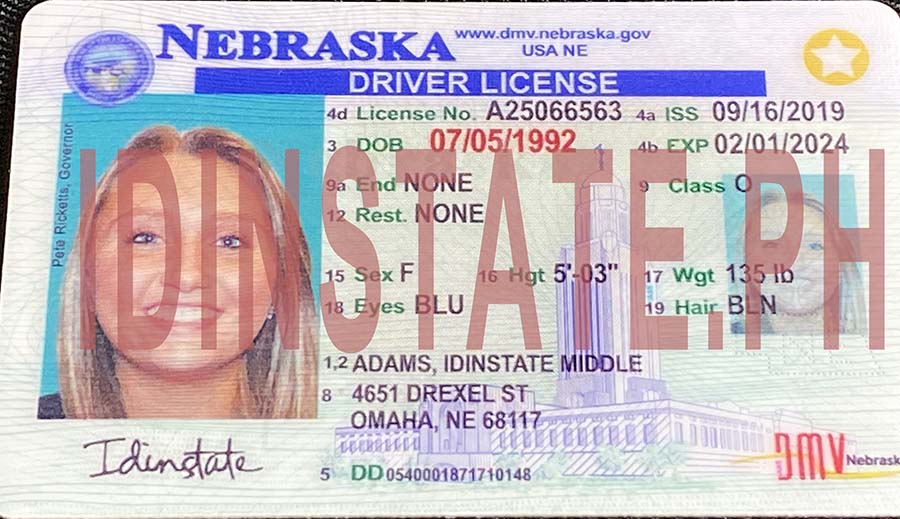 NEBRASKA
www.dmv.nebraska.gov
USA NE
DRIVER LICENSE
4d License No. A25066563 4a ISS 09/16/2019
3 DOB 07/05/1992 4b EXP 02/01/2024
9a End NONE 9 Class O
12 Rest. NONE
15 Sex F 16 Hgt 5'-03" 17 Wgt 135 lb
18 Eyes BLU 19 Hair BLN
1,2 ADAMS, IDINSTATE MIDDLE
8 4651 DREXEL ST
OMAHA, NE 68117
5 DD 0540001871710148
Pete Ricketts, Governor
Idinstate
DMV Nebrask
IDINSTATE.PH